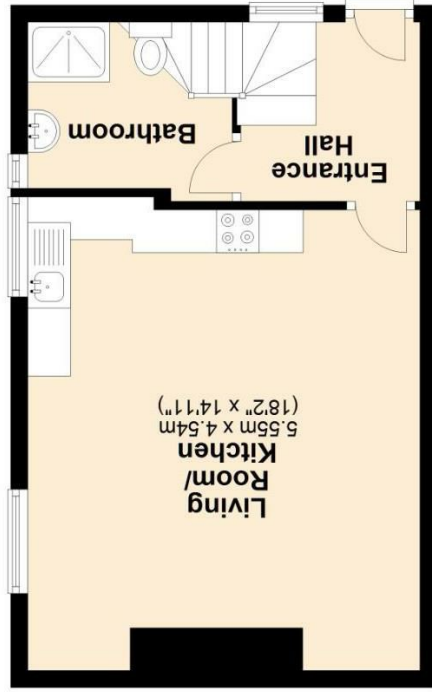 Living
Room/
Kitchen
5.55m x 4.54m
(18'2" x 14'11")
Entrance
Hall
Bathroom